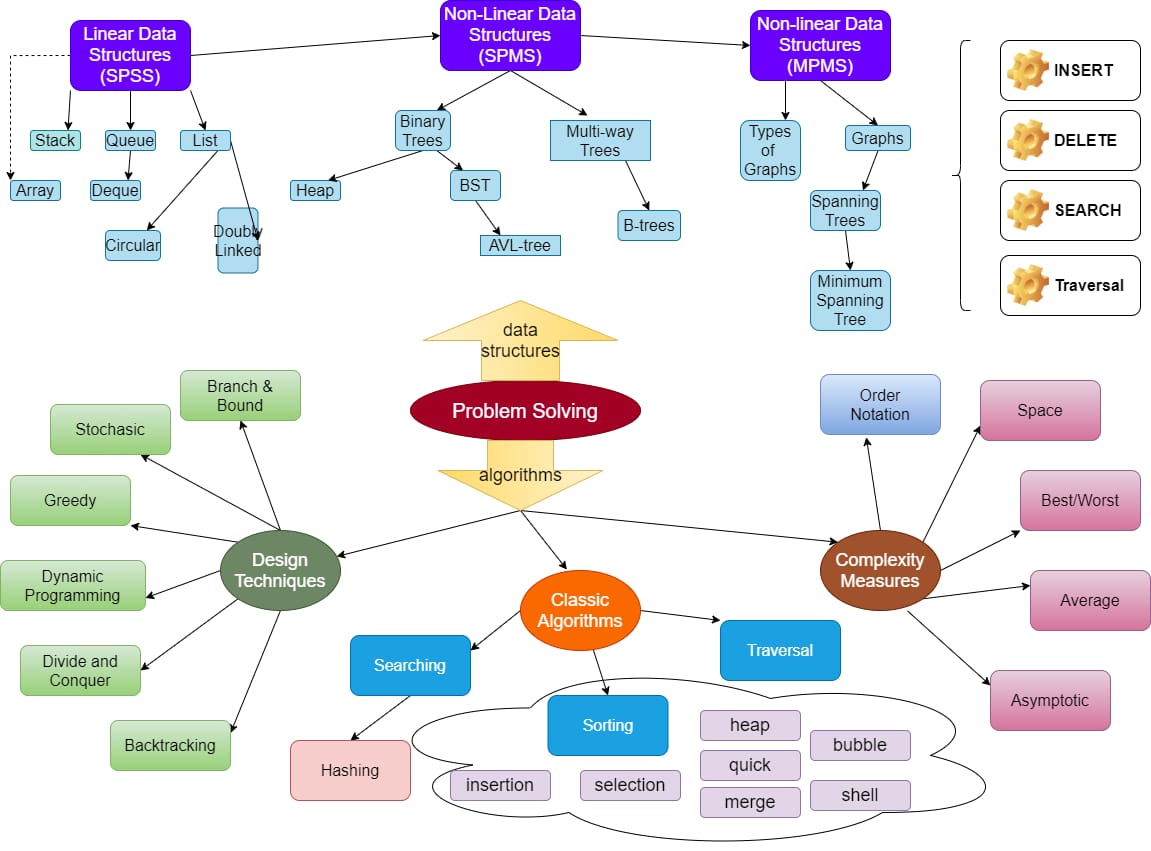 Linear Data
Structures
(SPSS)
Non-Linear Data
Structures
(SPMS)
Non-linear Data
Structures
(MPMS)
INSERT
DELETE
SEARCH
Traversal
Stack
Queue
List
Array
Deque
Circular
Doubly
Linked
Binary
Trees
Multi-way
Trees
Heap
BST
AVL-tree
B-trees
Types
of
Graphs
Graphs
Spanning
Trees
Minimum
Spanning
Tree
data
structures
Problem Solving
algorithms
Branch &
Bound
Stochasic
Greedy
Dynamic
Programming
Divide and
Conquer
Backtracking
Design
Techniques
Classic
Algorithms
Complexity
Measures
Order
Notation
Space
Best/Worst
Average
Asymptotic
Searching
Traversal
Hashing
Sorting
heap
bubble
quick
insertion
selection
merge
shell